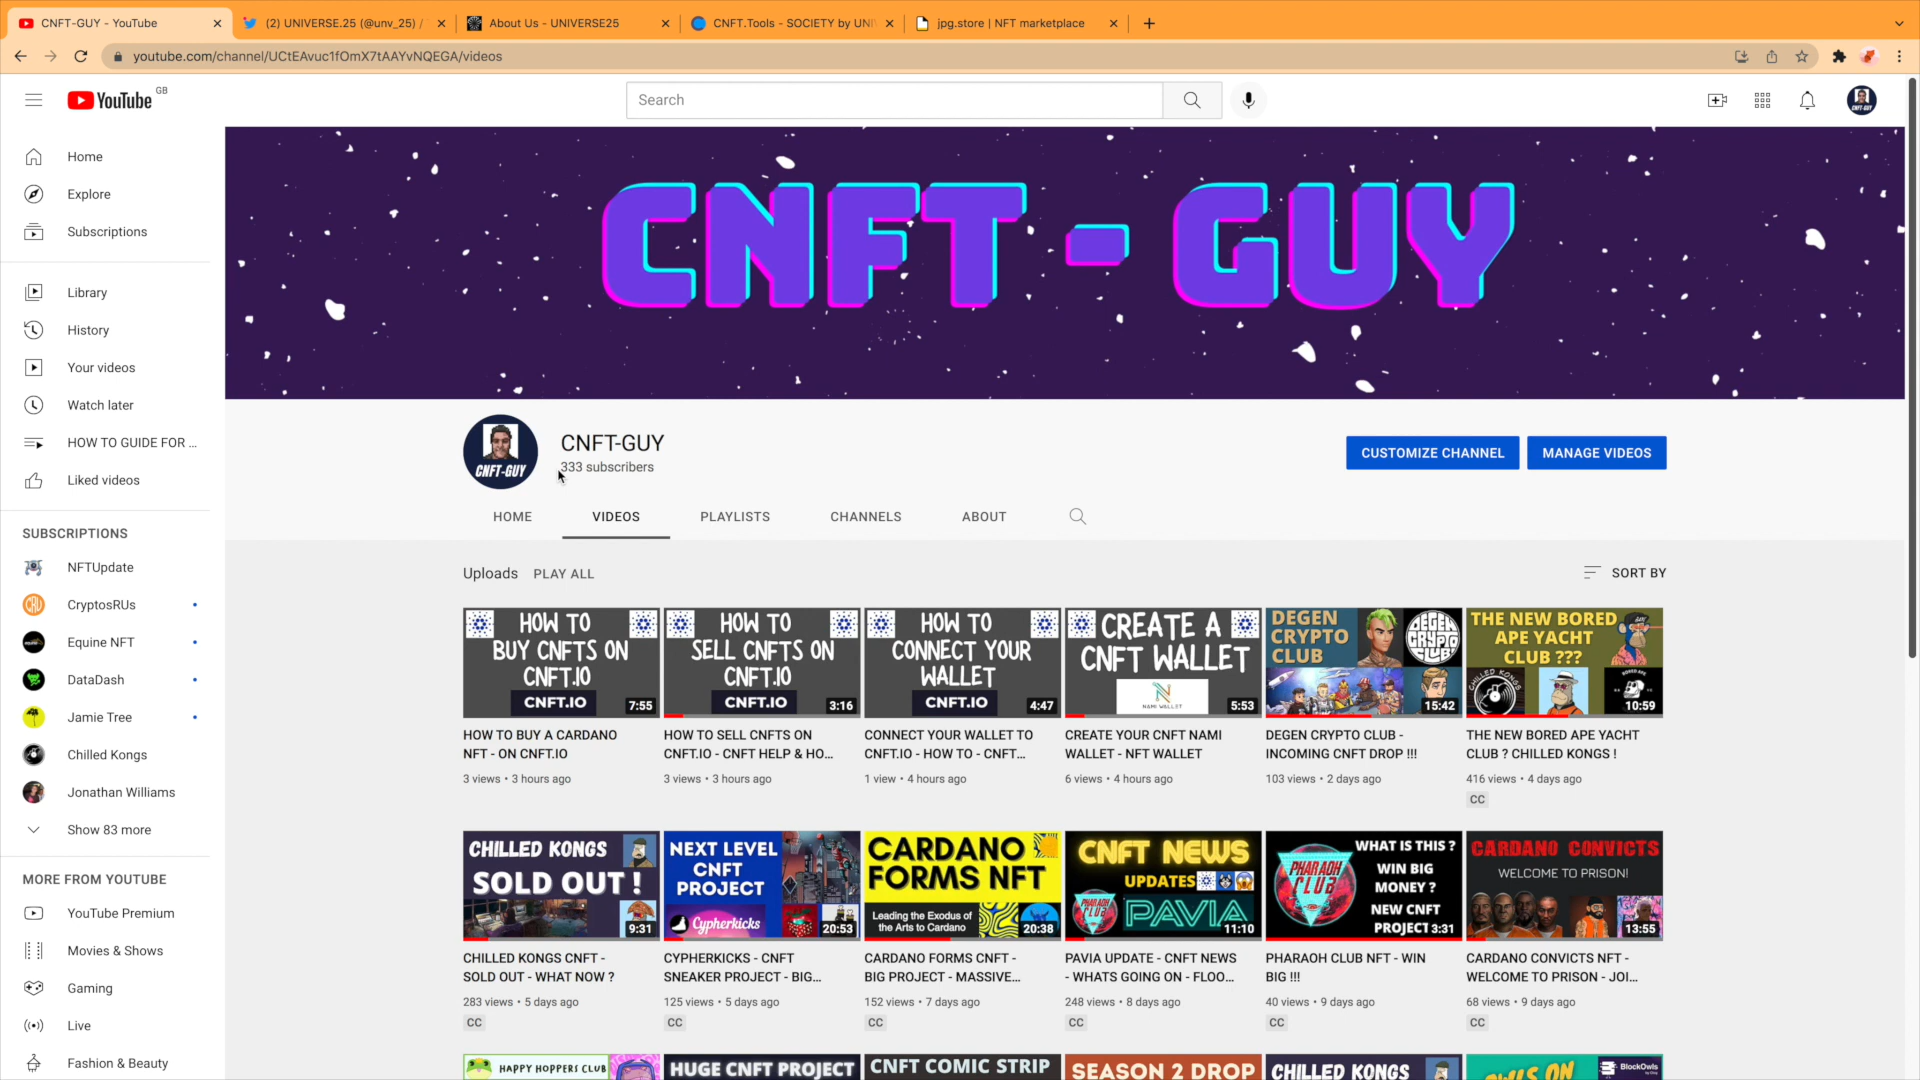 CNFT-GUY - YouTube
(2) UNIVERSE.25 (@unv_25) /
About Us - UNIVERSE25
CNFT.Tools - SOCIETY by UNI
jpg.store | NFT marketplace
youtube.com/channel/UCtEAvuc1fOmX7tAAYvNQEGA/videos
YouTube GB
Search
Home
Explore
Subscriptions
Library
History
Your videos
Watch later
HOW TO GUIDE FOR ...
Liked videos
SUBSCRIPTIONS
NFTUpdate
CryptosRUs
Equine NFT
DataDash
Jamie Tree
Chilled Kongs
Jonathan Williams
Show 83 more
MORE FROM YOUTUBE
YouTube Premium
Movies & Shows
Gaming
Live
Fashion & Beauty
CNFT - GUY
CNFT-GUY
CNFT-GUY
333 subscribers
CUSTOMIZE CHANNEL
MANAGE VIDEOS
HOME
VIDEOS
PLAYLISTS
CHANNELS
ABOUT
Uploads
PLAY ALL
SORT BY
HOW TO
BUY CNFTS ON
CNFT.IO
CNFT.IO
7:55
HOW TO BUY A CARDANO
NFT - ON CNFT.IO
3 views • 3 hours ago
HOW TO
SELL CNFTS ON
CNFT.IO
CNFT.IO
3:16
HOW TO SELL CNFTS ON
CNFT.IO - CNFT HELP & HO...
3 views • 3 hours ago
HOW TO
CONNECT YOUR
WALLET
CNFT.IO
4:47
CONNECT YOUR WALLET TO
CNFT.IO - HOW TO - CNFT...
1 view • 4 hours ago
CREATE A
CNFT WALLET
NAMI WALLET
5:53
CREATE YOUR CNFT NAMI
WALLET - NFT WALLET
6 views • 4 hours ago
DEGEN
CRYPTO
CLUB
DEGEN
CRYPTO
CLUB
15:42
DEGEN CRYPTO CLUB -
INCOMING CNFT DROP !!!
103 views • 2 days ago
THE NEW BORED
APE YACHT
CLUB ???
CHILLED KONGS
10:59
THE NEW BORED APE YACHT
CLUB ? CHILLED KONGS !
416 views • 4 days ago
CC
CHILLED KONGS
SOLD OUT !
9:31
CHILLED KONGS CNFT -
SOLD OUT - WHAT NOW ?
283 views • 5 days ago
CC
NEXT LEVEL
CNFT
PROJECT
Cypherkicks
20:53
CYPHERKICKS - CNFT
SNEAKER PROJECT - BIG...
125 views • 5 days ago
CC
CARDANO
FORMS NFT
Leading the Exodus of
the Arts to Cardano
20:38
CARDANO FORMS CNFT -
BIG PROJECT - MASSIVE...
152 views • 7 days ago
CC
CNFT NEWS
UPDATES
PHARAOH
CLUB
PAVIA
11:10
PAVIA UPDATE - CNFT NEWS
- WHATS GOING ON - FLOO...
248 views • 8 days ago
CC
WHAT IS THIS ?
PHARAOH
CLUB
WIN BIG
MONEY ?
NEW CNFT
PROJECT
3:31
PHARAOH CLUB NFT - WIN
BIG !!!
40 views • 9 days ago
CC
CARDANO CONVICTS
WELCOME TO PRISON!
13:55
CARDANO CONVICTS NFT -
WELCOME TO PRISON - JOI...
68 views • 9 days ago
CC
HAPPY HOPPERS CLUB
HUGE CNFT PROJECT
CNFT COMIC STRIP
SEASON 2 DROP
CHILLED KONGS
OWLS ON
BlockOwls